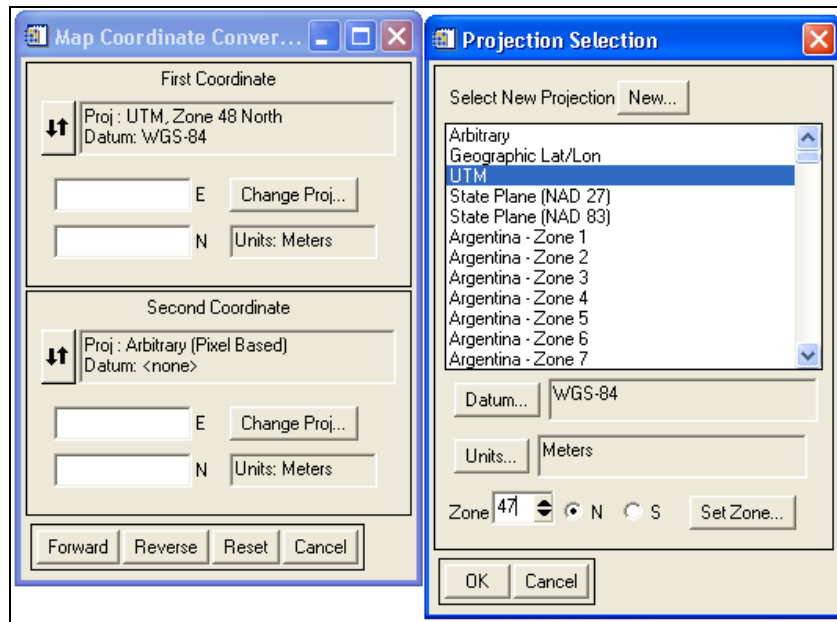 Map Coordinate Conver...
First Coordinate
Proj : UTM, Zone 48 North
Datum: WGS-84
E
Change Proj...
N
Units: Meters
Second Coordinate
Proj : Arbitrary (Pixel Based)
Datum: <none>
E
Change Proj...
N
Units: Meters
Forward
Reverse
Reset
Cancel
Projection Selection
Select New Projection
New...
Arbitrary
Geographic Lat/Lon
UTM
State Plane (NAD 27)
State Plane (NAD 83)
Argentina - Zone 1
Argentina - Zone 2
Argentina - Zone 3
Argentina - Zone 4
Argentina - Zone 5
Argentina - Zone 6
Argentina - Zone 7
Datum...
WGS-84
Units...
Meters
Zone 47 N S
Set Zone...
OK
Cancel